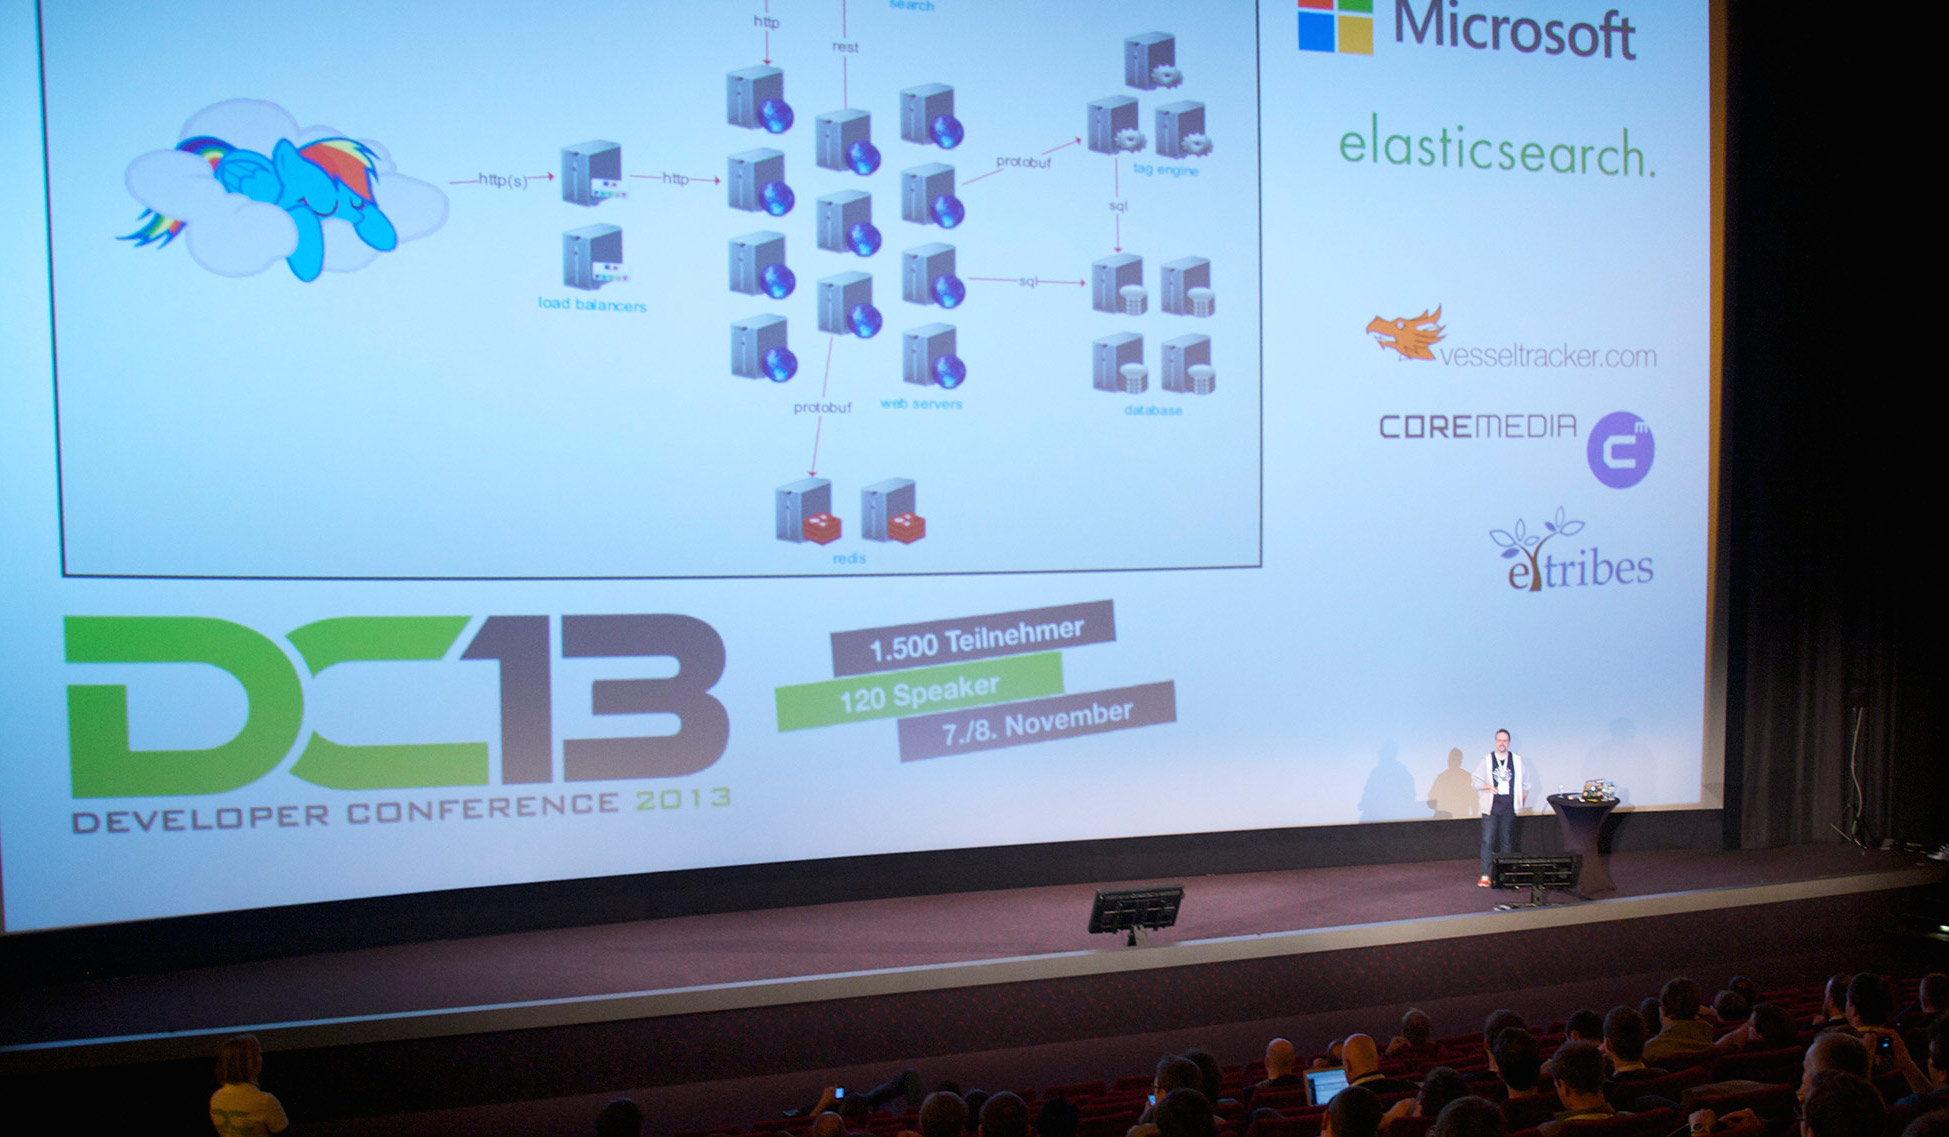 search
http
rest
http(s)
http
protobuf
tag engine
sql
sql
load balancers
web servers
database
protobuf
redis
Microsoft
elasticsearch.
vesseltracker.com
COREMEDIA
cm
etribes
DC13
DEVELOPER CONFERENCE 2013
1.500 Teilnehmer
120 Speaker
7./8. November